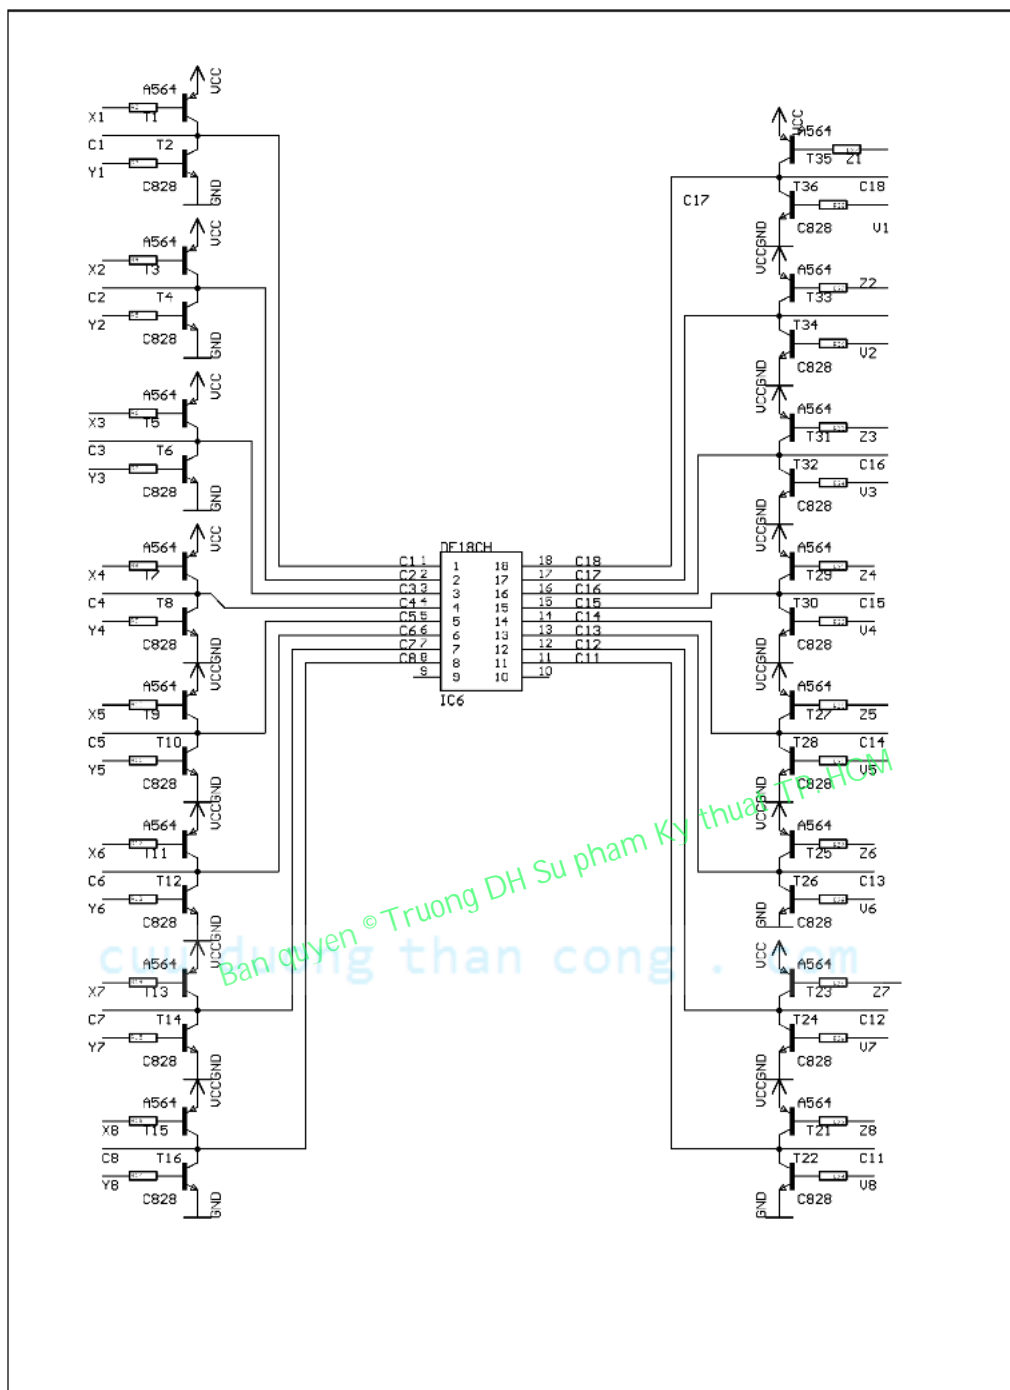 VCC
A564
X1 T1
C1 T2
Y1
C828
GND
VCC
A564
X2 T3
C2 T4
Y2
C828
GND
VCC
A564
X3 T5
C3 T6
Y3
C828
GND
VCC
A564
X4 T7
C4 T8
Y4
C828
VCCGND
A564
X5 T9
C5 T10
Y5
C828
VCCGND
A564
X6 T11
C6 T12
Y6
C828
VCCGND
A564
X7 T13
C7 T14
Y7
C828
VCCGND
A564
X8 T15
C8 T16
Y8
C828
GND
C1 1 1 18 18 C18
C2 2 2 17 17 C17
C3 3 3 16 16 C16
C4 4 4 15 15 C15
C5 5 5 14 14 C14
C6 6 6 13 13 C13
C7 7 7 12 12 C12
C8 8 8 11 11 C11
9 9 10 10
IC6
VCC
A564
T35 Z1
T36 C18
C17
C828 V1
VCCGND
A564
T33 Z2
T34
V2
C828
VCCGND
A564
T31 Z3
T32 C16
V3
C828
VCCGND
A564
T29 Z4
T30 C15
V4
C828
VCCGND
A564
T27 Z5
T28 C14
V5
C828
VCCGND
A564
T25 Z6
T26 C13
V6
C828
GND
VCC
A564
T23 Z7
T24 C12
V7
C828
VCCGND
A564
T21 Z8
T22 C11
V8
C828
GND
Ban quyen © Truong DH Su pham Ky thuat TP. HCM
cuu duong than cong . com